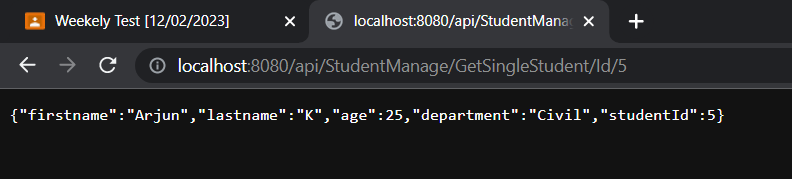 Weekely Test [12/02/2023]
localhost:8080/api/StudentMana
localhost:8080/api/StudentManage/GetSingleStudent/Id/5
{"firstname":"Arjun","lastname":"K","age":25,"department":"Civil","studentId":5}